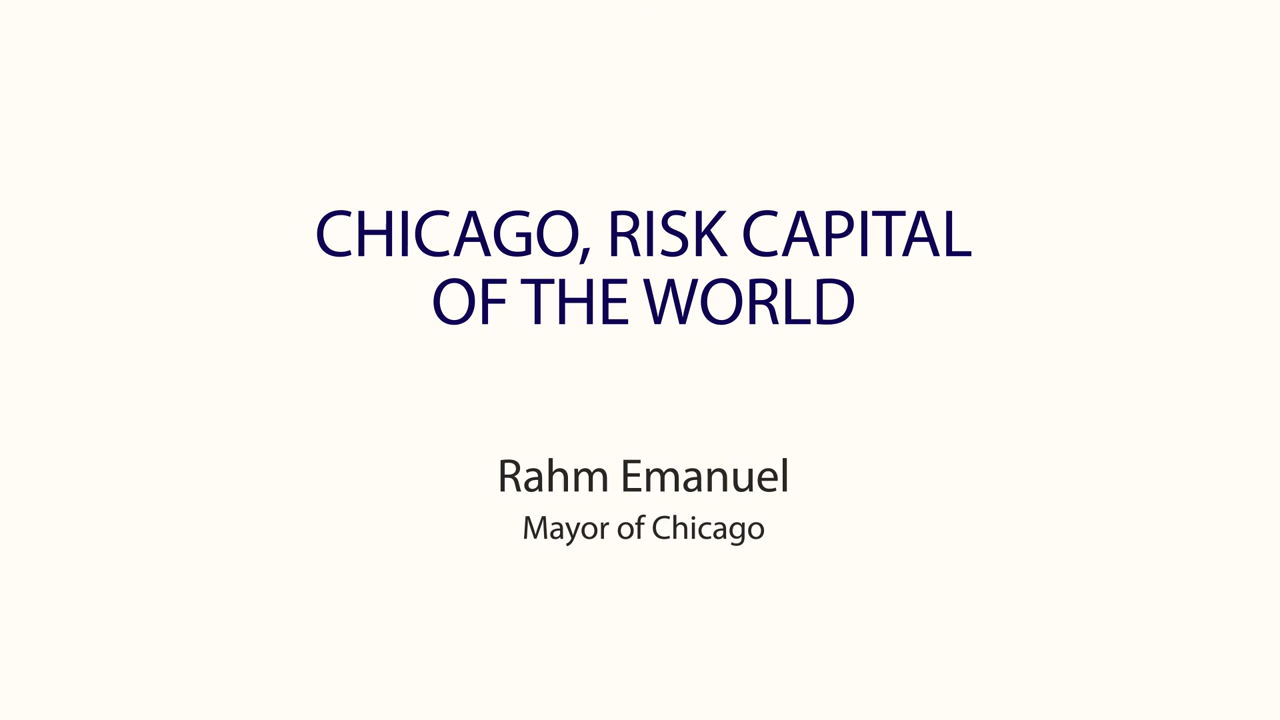 CHICAGO, RISK CAPITAL
OF THE WORLD
Rahm Emanuel
Mayor of Chicago